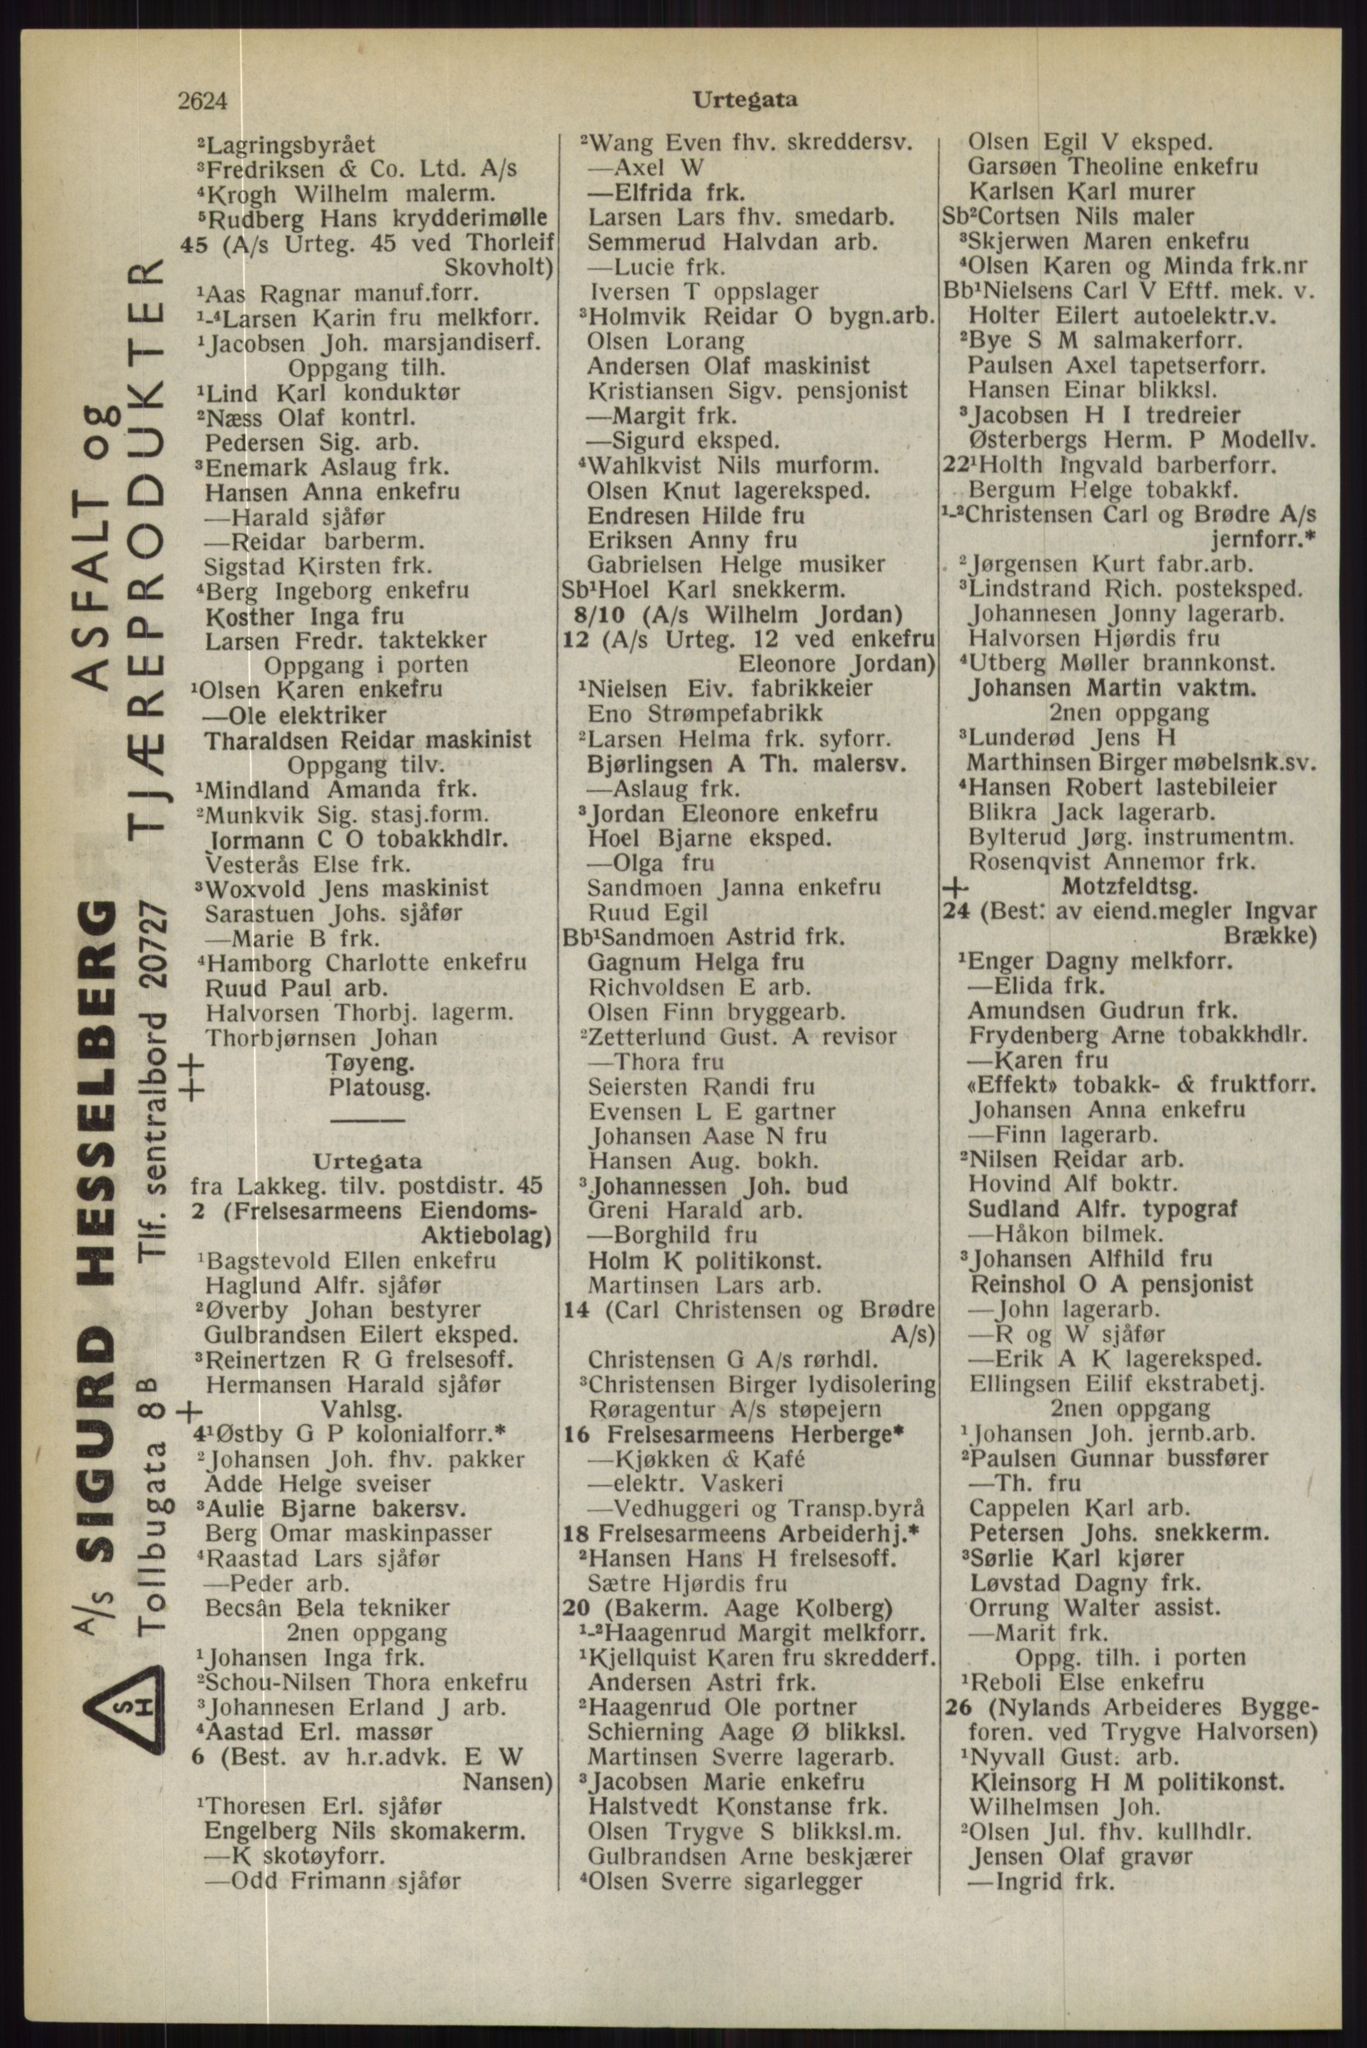 2624
Urtegata
²Lagringsbyrået
³Fredriksen & Co. Ltd. A/s
⁴Krogh Wilhelm malerm.
⁵Rudberg Hans krydderimølle
45 (A/s Urteg. 45 ved Thorleif
Skovholt)
¹Aas Ragnar manuf.forr.
¹-⁴Larsen Karin fru melkforr.
¹Jacobsen Joh. marsjandiserf.
Oppgang tilh.
¹Lind Karl konduktør
²Næss Olaf kontrl.
Pedersen Sig. arb.
³Enemark Aslaug frk.
Hansen Anna enkefru
—Harald sjåfør
—Reidar barberm.
Sigstad Kirsten frk.
⁴Berg Ingeborg enkefru
Kosther Inga fru
Larsen Fredr. taktekker
Oppgang i porten
¹Olsen Karen enkefru
—Ole elektriker
Tharaldsen Reidar maskinist
Oppgang tilv.
¹Mindland Amanda frk.
²Munkvik Sig. stasj.form.
Jormann C O tobakkhdlr.
Vesterås Else frk.
³Woxvold Jens maskinist
Sarastuen Johs. sjåfør
—Marie B frk.
⁴Hamborg Charlotte enkefru
Ruud Paul arb.
Halvorsen Thorbj. lagerm.
Thorbjørnsen Johan
+ Tøyeng.
+ Platousg.
Urtegata
fra Lakkeg. tilv. postdistr. 45
2 (Frelsesarmeens Eiendoms-
Aktiebolag)
¹Bagstevold Ellen enkefru
Haglund Alfr. sjåfør
²Øverby Johan bestyrer
Gulbrandsen Eilert eksped.
³Reinertzen R G frelsesoff.
Hermansen Harald sjåfør
+ Vahlsg.
4¹Østby G P kolonialforr.*
²Johansen Joh. fhv. pakker
Adde Helge sveiser
³Aulie Bjarne bakersv.
Berg Omar maskinpasser
⁴Raastad Lars sjåfør
—Peder arb.
Becsân Bela tekniker
2nen oppgang
¹Johansen Inga frk.
²Schou-Nilsen Thora enkefru
³Johannesen Erland J arb.
⁴Aastad Erl. massør
6 (Best. av h.r.advk. E W
Nansen)
¹Thoresen Erl. sjåfør
Engelberg Nils skomakerm.
—K skotøyforr.
—Odd Frimann sjåfør
²Wang Even fhv. skreddersv.
—Axel W
—Elfrida frk.
Larsen Lars fhv. smedarb.
Semmerud Halvdan arb.
—Lucie frk.
Iversen T oppslager
³Holmvik Reidar O bygn.arb.
Olsen Lorang
Andersen Olaf maskinist
Kristiansen Sigv. pensjonist
—Margit frk.
—Sigurd eksped.
⁴Wahlkvist Nils murform.
Olsen Knut lagereksped.
Endresen Hilde fru
Eriksen Anny fru
Gabrielsen Helge musiker
Sb¹Hoel Karl snekkerm.
8/10 (A/s Wilhelm Jordan)
12 (A/s Urteg. 12 ved enkefru
Eleonore Jordan)
¹Nielsen Eiv. fabrikkeier
Eno Strømpefabrikk
²Larsen Helma frk. syforr.
Bjørlingsen A Th. malersv.
—Aslaug frk.
³Jordan Eleonore enkefru
Hoel Bjarne eksped.
—Olga fru
Sandmoen Janna enkefru
Ruud Egil
Bb¹Sandmoen Astrid frk.
Gagnum Helga fru
Richvoldsen E arb.
Olsen Finn bryggearb.
²Zetterlund Gust. A revisor
—Thora fru
Seiersten Randi fru
Evensen L E gartner
Johansen Aase N fru
Hansen Aug. bokh.
³Johannessen Joh. bud
Greni Harald arb.
—Borghild fru
Holm K politikonst.
Martinsen Lars arb.
14 (Carl Christensen og Brødre
A/s)
Christensen G A/s rørhdl.
³Christensen Birger lydisolering
Røragentur A/s støpejern
16 Frelsesarmeens Herberge*
—Kjøkken & Kafé
—elektr. Vaskeri
—Vedhuggeri og Transp.byrå
18 Frelsesarmeens Arbeiderhj.*
²Hansen Hans H frelsesoff.
Sætre Hjørdis fru
20 (Bakerm. Aage Kolberg)
¹-²Haagenrud Margit melkforr.
¹Kjellquist Karen fru skredderf.
Andersen Astri frk.
²Haagenrud Ole portner
Schierning Aage Ø blikksl.
Martinsen Sverre lagerarb.
³Jacobsen Marie enkefru
Halstvedt Konstanse frk.
Olsen Trygve S blikksl.m.
Gulbrandsen Arne beskjærer
⁴Olsen Sverre sigarlegger
Olsen Egil V eksped.
Garsøen Theoline enkefru
Karlsen Karl murer
Sb²Cortsen Nils maler
³Skjerwen Maren enkefru
⁴Olsen Karen og Minda frk.nr
Bb¹Nielsens Carl V Eftf. mek. v.
Holter Eilert autoelektr.v.
²Bye S M salmakerforr.
Paulsen Axel tapetserforr.
Hansen Einar blikksl.
³Jacobsen H I tredreier
Østerbergs Herm. P Modellv.
22¹Holth Ingvald barberforr.
Bergum Helge tobakkf.
¹-²Christensen Carl og Brødre A/s
jernforr.*
²Jørgensen Kurt fabr.arb.
³Lindstrand Rich. posteksped.
Johannesen Jonny lagerarb.
Halvorsen Hjørdis fru
⁴Utberg Møller brannkonst.
Johansen Martin vaktm.
2nen oppgang
³Lunderød Jens H
Marthinsen Birger møbelsnk.sv.
⁴Hansen Robert lastebileier
Blikra Jack lagerarb.
Bylterud Jørg. instrumentm.
Rosenqvist Annemor frk.
+ Motzfeldtsg.
24 (Best. av eiend.megler Ingvar
Brække)
¹Enger Dagny melkforr.
—Elida frk.
Amundsen Gudrun frk.
Frydenberg Arne tobakkhdlr.
—Karen fru
«Effekt» tobakk- & fruktforr.
Johansen Anna enkefru
—Finn lagerarb.
²Nilsen Reidar arb.
Hovind Alf boktr.
Sudland Alfr. typograf
—Håkon bilmek.
³Johansen Alfhild fru
Reinshol O A pensjonist
—John lagerarb.
—R og W sjåfør
—Erik A K lagereksped.
Ellingsen Eilif ekstrabetj.
2nen oppgang
¹Johansen Joh. jernb.arb.
²Paulsen Gunnar bussfører
—Th. fru
Cappelen Karl arb.
Petersen Johs. snekkerm.
³Sørlie Karl kjører
Løvstad Dagny frk.
Orrung Walter assist.
—Marit frk.
Oppg. tilh. i porten
¹Reboli Else enkefru
26 (Nylands Arbeideres Bygge-
foren. ved Trygve Halvorsen)
¹Nyvall Gust. arb.
Kleinsorg H M politikonst.
Wilhelmsen Joh.
²Olsen Jul. fhv. kullhdlr.
Jensen Olaf gravør
—Ingrid frk.
SH
A/s SIGURD HESSELBERG
Tollbugata 8B Tlf. sentralbord 20727
ASFALT og
TJÆREPRODUKTER